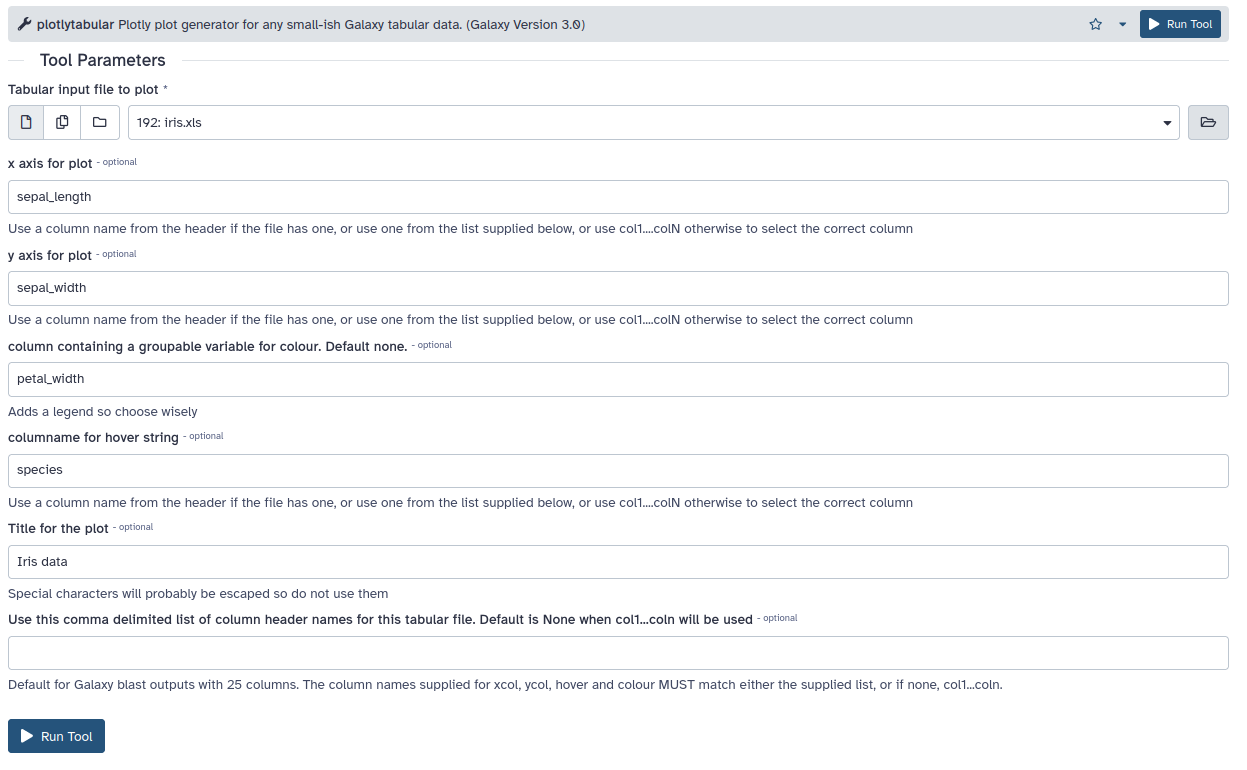 plotlytabular Plotly plot generator for any small-ish Galaxy tabular data. (Galaxy Version 3.0)
Run Tool
Tool Parameters
Tabular input file to plot *
192: iris.xls
x axis for plot - optional
sepal_length
Use a column name from the header if the file has one, or use one from the list supplied below, or use col1....colN otherwise to select the correct column
y axis for plot - optional
sepal_width
Use a column name from the header if the file has one, or use one from the list supplied below, or use col1....colN otherwise to select the correct column
column containing a groupable variable for colour. Default none. - optional
petal_width
Adds a legend so choose wisely
columname for hover string - optional
species
Use a column name from the header if the file has one, or use one from the list supplied below, or use col1....colN otherwise to select the correct column
Title for the plot - optional
Iris data
Special characters will probably be escaped so do not use them
Use this comma delimited list of column header names for this tabular file. Default is None when col1...coln will be used - optional
Default for Galaxy blast outputs with 25 columns. The column names supplied for xcol, ycol, hover and colour MUST match either the supplied list, or if none, col1...coln.
Run Tool